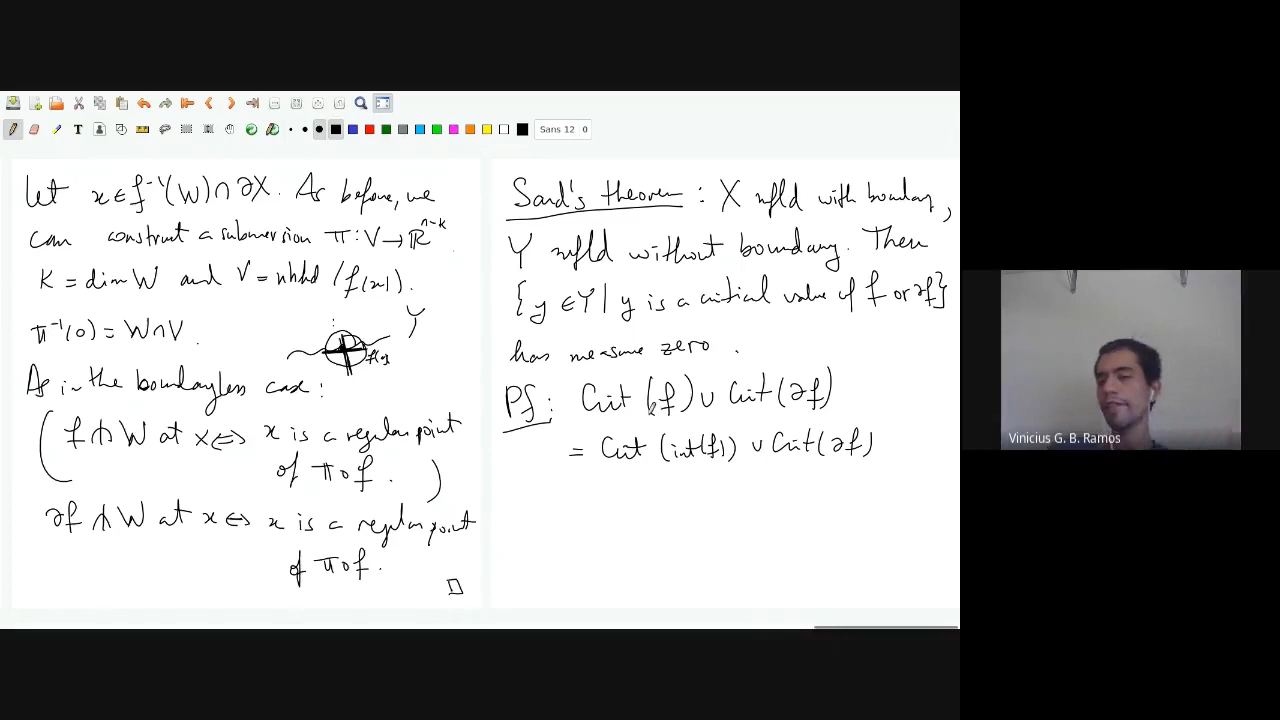 Sans 12 0
Let x ∈ f⁻¹(W) ∩ ∂X. As before, we
can construct a submersion π: V → ℝⁿ⁻ᵏ
K = dim W and V = nhbd / f(x).
π⁻¹(0) = W ∩ V.
Y
f(x)
As in the boundaryless case:
( f ⋔ W at x ⇔ x is a regular point
of π∘f. )
∂f ⋔ W at x ⇔ x is a regular point
of π∘f.
□
Sard's theorem: X mfld with boundary,
Y mfld without boundary. Then
{y ∈ Y | y is a critical value of f or ∂f}
has measure zero.
Pf: Crit (f) ∪ Crit (∂f)
= Crit (int(f)) ∪ Crit (∂f)
Vinicius G. B. Ramos